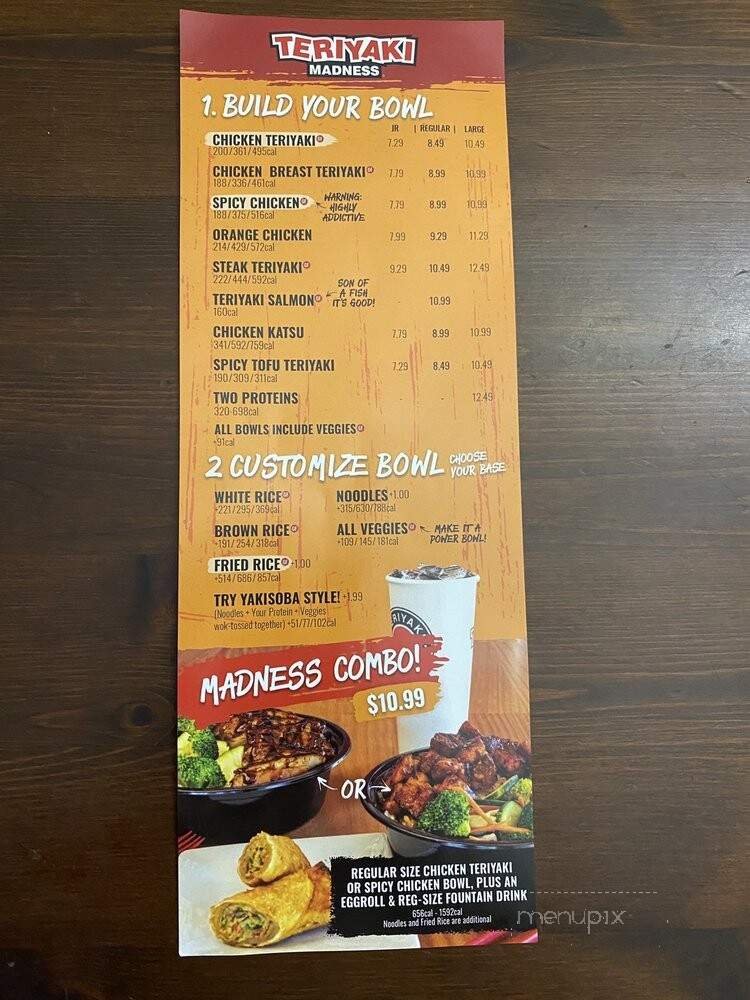 TERIYAKI
MADNESS
1. BUILD YOUR BOWL
JR | REGULAR | LARGE
CHICKEN TERIYAKI 7.29 8.49 10.49
200/361/495cal
CHICKEN BREAST TERIYAKI 7.79 8.99 10.99
188/336/461cal
SPICY CHICKEN 7.79 8.99 10.99
WARNING:
HIGHLY
ADDICTIVE
188/375/516cal
ORANGE CHICKEN 7.99 9.29 11.29
214/429/572cal
STEAK TERIYAKI 9.29 10.49 12.49
222/444/592cal
SON OF
A FISH
IT'S GOOD!
TERIYAKI SALMON - 10.99
160cal
CHICKEN KATSU 7.79 8.99 10.99
341/592/759cal
SPICY TOFU TERIYAKI 7.29 8.49 10.49
190/309/311cal
TWO PROTEINS - - 12.49
320-698cal
ALL BOWLS INCLUDE VEGGIES
+91cal
2 CUSTOMIZE BOWL CHOOSE
YOUR BASE
WHITE RICE
+221/295/369cal
NOODLES +1.00
+315/630/788cal
BROWN RICE
+191/254/318cal
ALL VEGGIES
+109/145/181cal
MAKE IT A
POWER BOWL!
FRIED RICE +1.00
+514/686/857cal
TRY YAKISOBA STYLE! +1.99
(Noodles + Your Protein + Veggies
wok-tossed together) +51/77/102cal
RIYAK
MADNESS COMBO!
$10.99
OR
REGULAR SIZE CHICKEN TERIYAKI
OR SPICY CHICKEN BOWL, PLUS AN
EGGROLL & REG-SIZE FOUNTAIN DRINK
656cal - 1592cal
Noodles and Fried Rice are additional
menupix